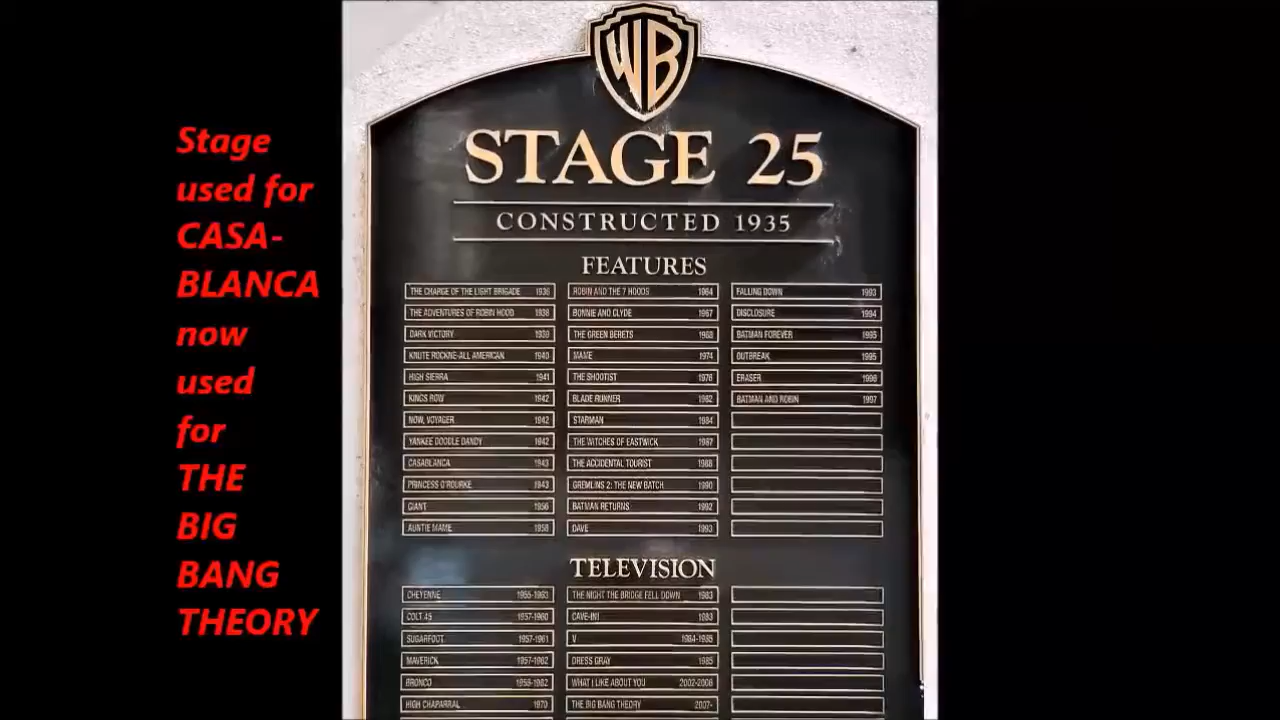 Stage
used for
CASA-
BLANCA
now
used
for
THE
BIG
BANG
THEORY
WB
STAGE 25
CONSTRUCTED 1935
FEATURES
THE CHARGE OF THE LIGHT BRIGADE 1936
THE ADVENTURES OF ROBIN HOOD 1938
DARK VICTORY 1939
KNUTE ROCKNE-ALL AMERICAN 1940
HIGH SIERRA 1941
KINGS ROW 1942
NOW, VOYAGER 1942
YANKEE DOODLE DANDY 1942
CASABLANCA 1943
PRINCESS O'ROURKE 1943
GIANT 1956
AUNTIE MAME 1958
ROBIN AND THE 7 HOODS 1964
BONNIE AND CLYDE 1967
THE GREEN BERETS 1968
MAME 1974
THE SHOOTIST 1976
BLADE RUNNER 1982
STARMAN 1984
THE WITCHES OF EASTWICK 1987
THE ACCIDENTAL TOURIST 1988
GREMLINS 2: THE NEW BATCH 1990
BATMAN RETURNS 1992
DAVE 1993
FALLING DOWN 1993
DISCLOSURE 1994
BATMAN FOREVER 1995
OUTBREAK 1995
ERASER 1996
BATMAN AND ROBIN 1997
TELEVISION
CHEYENNE 1955-1963
COLT 45 1957-1960
SUGARFOOT 1957-1961
MAVERICK 1957-1962
BRONCO 1958-1962
HIGH CHAPARRAL 1970
THE NIGHT THE BRIDGE FELL DOWN 1983
CAVE-IN! 1983
V 1984-1985
DRESS GRAY 1985
WHAT I LIKE ABOUT YOU 2002-2006
THE BIG BANG THEORY 2007-